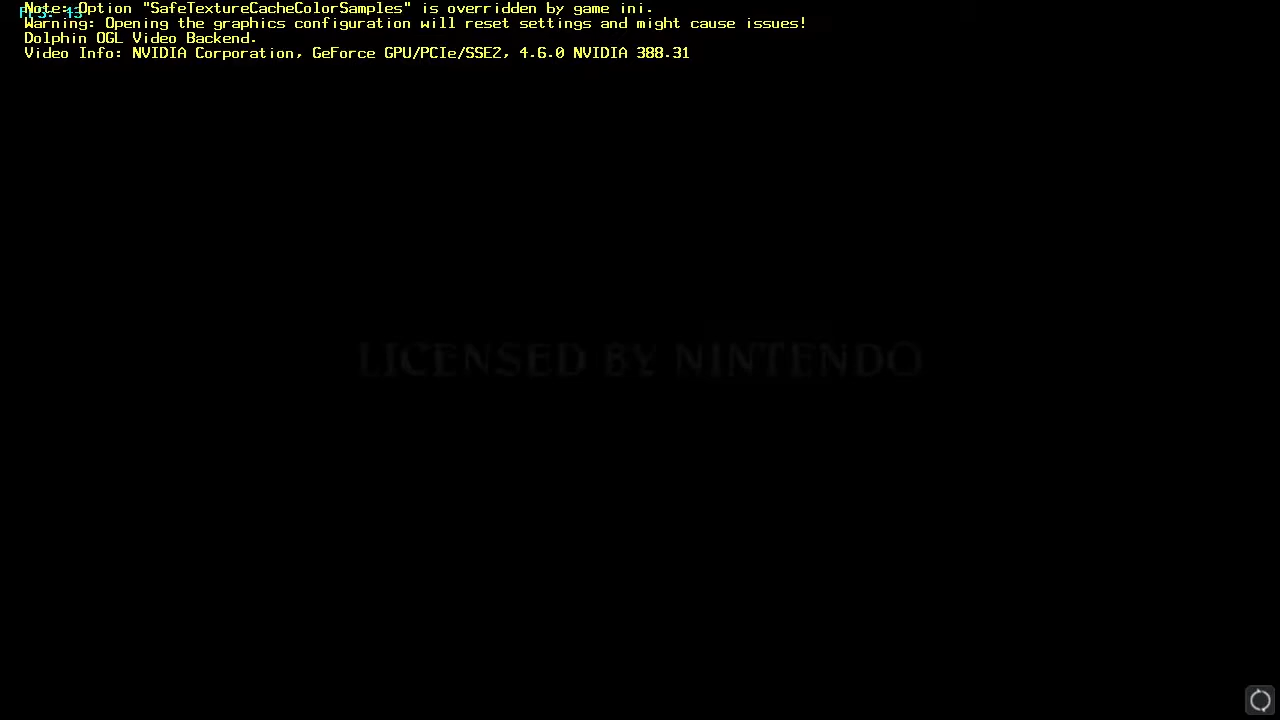 Note: Option "SafeTextureCacheColorSamples" is overridden by game ini.
Warning: Opening the graphics configuration will reset settings and might cause issues!
Dolphin OGL Video Backend.
Video Info: NVIDIA Corporation, GeForce GPU/PCIe/SSE2, 4.6.0 NVIDIA 388.31
LICENSED BY NINTENDO